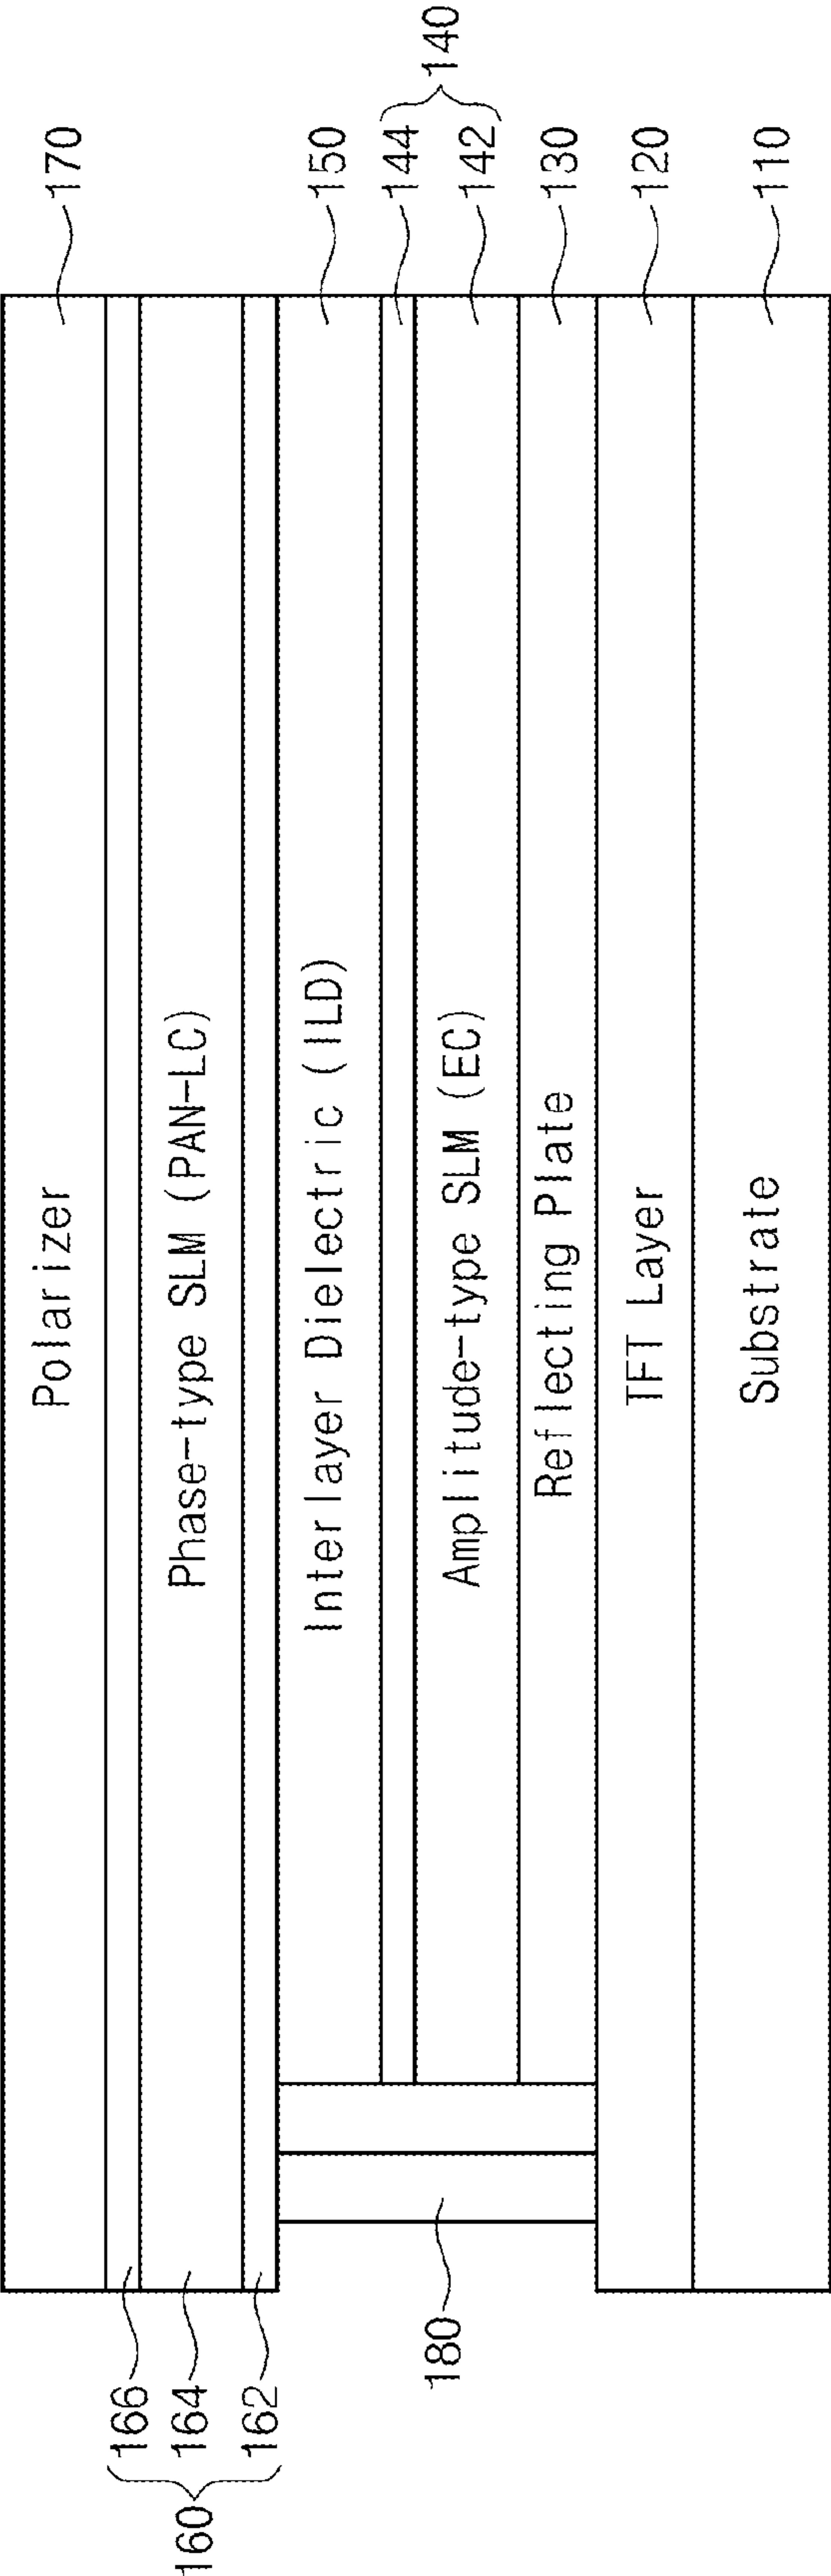 170
Polarizer
166
Phase-type SLM (PAN-LC)
164
160
162
150
Interlayer Dielectric (ILD)
144
140
Amplitude-type SLM (EC)
142
180
130
Reflecting Plate
120
TFT Layer
110
Substrate